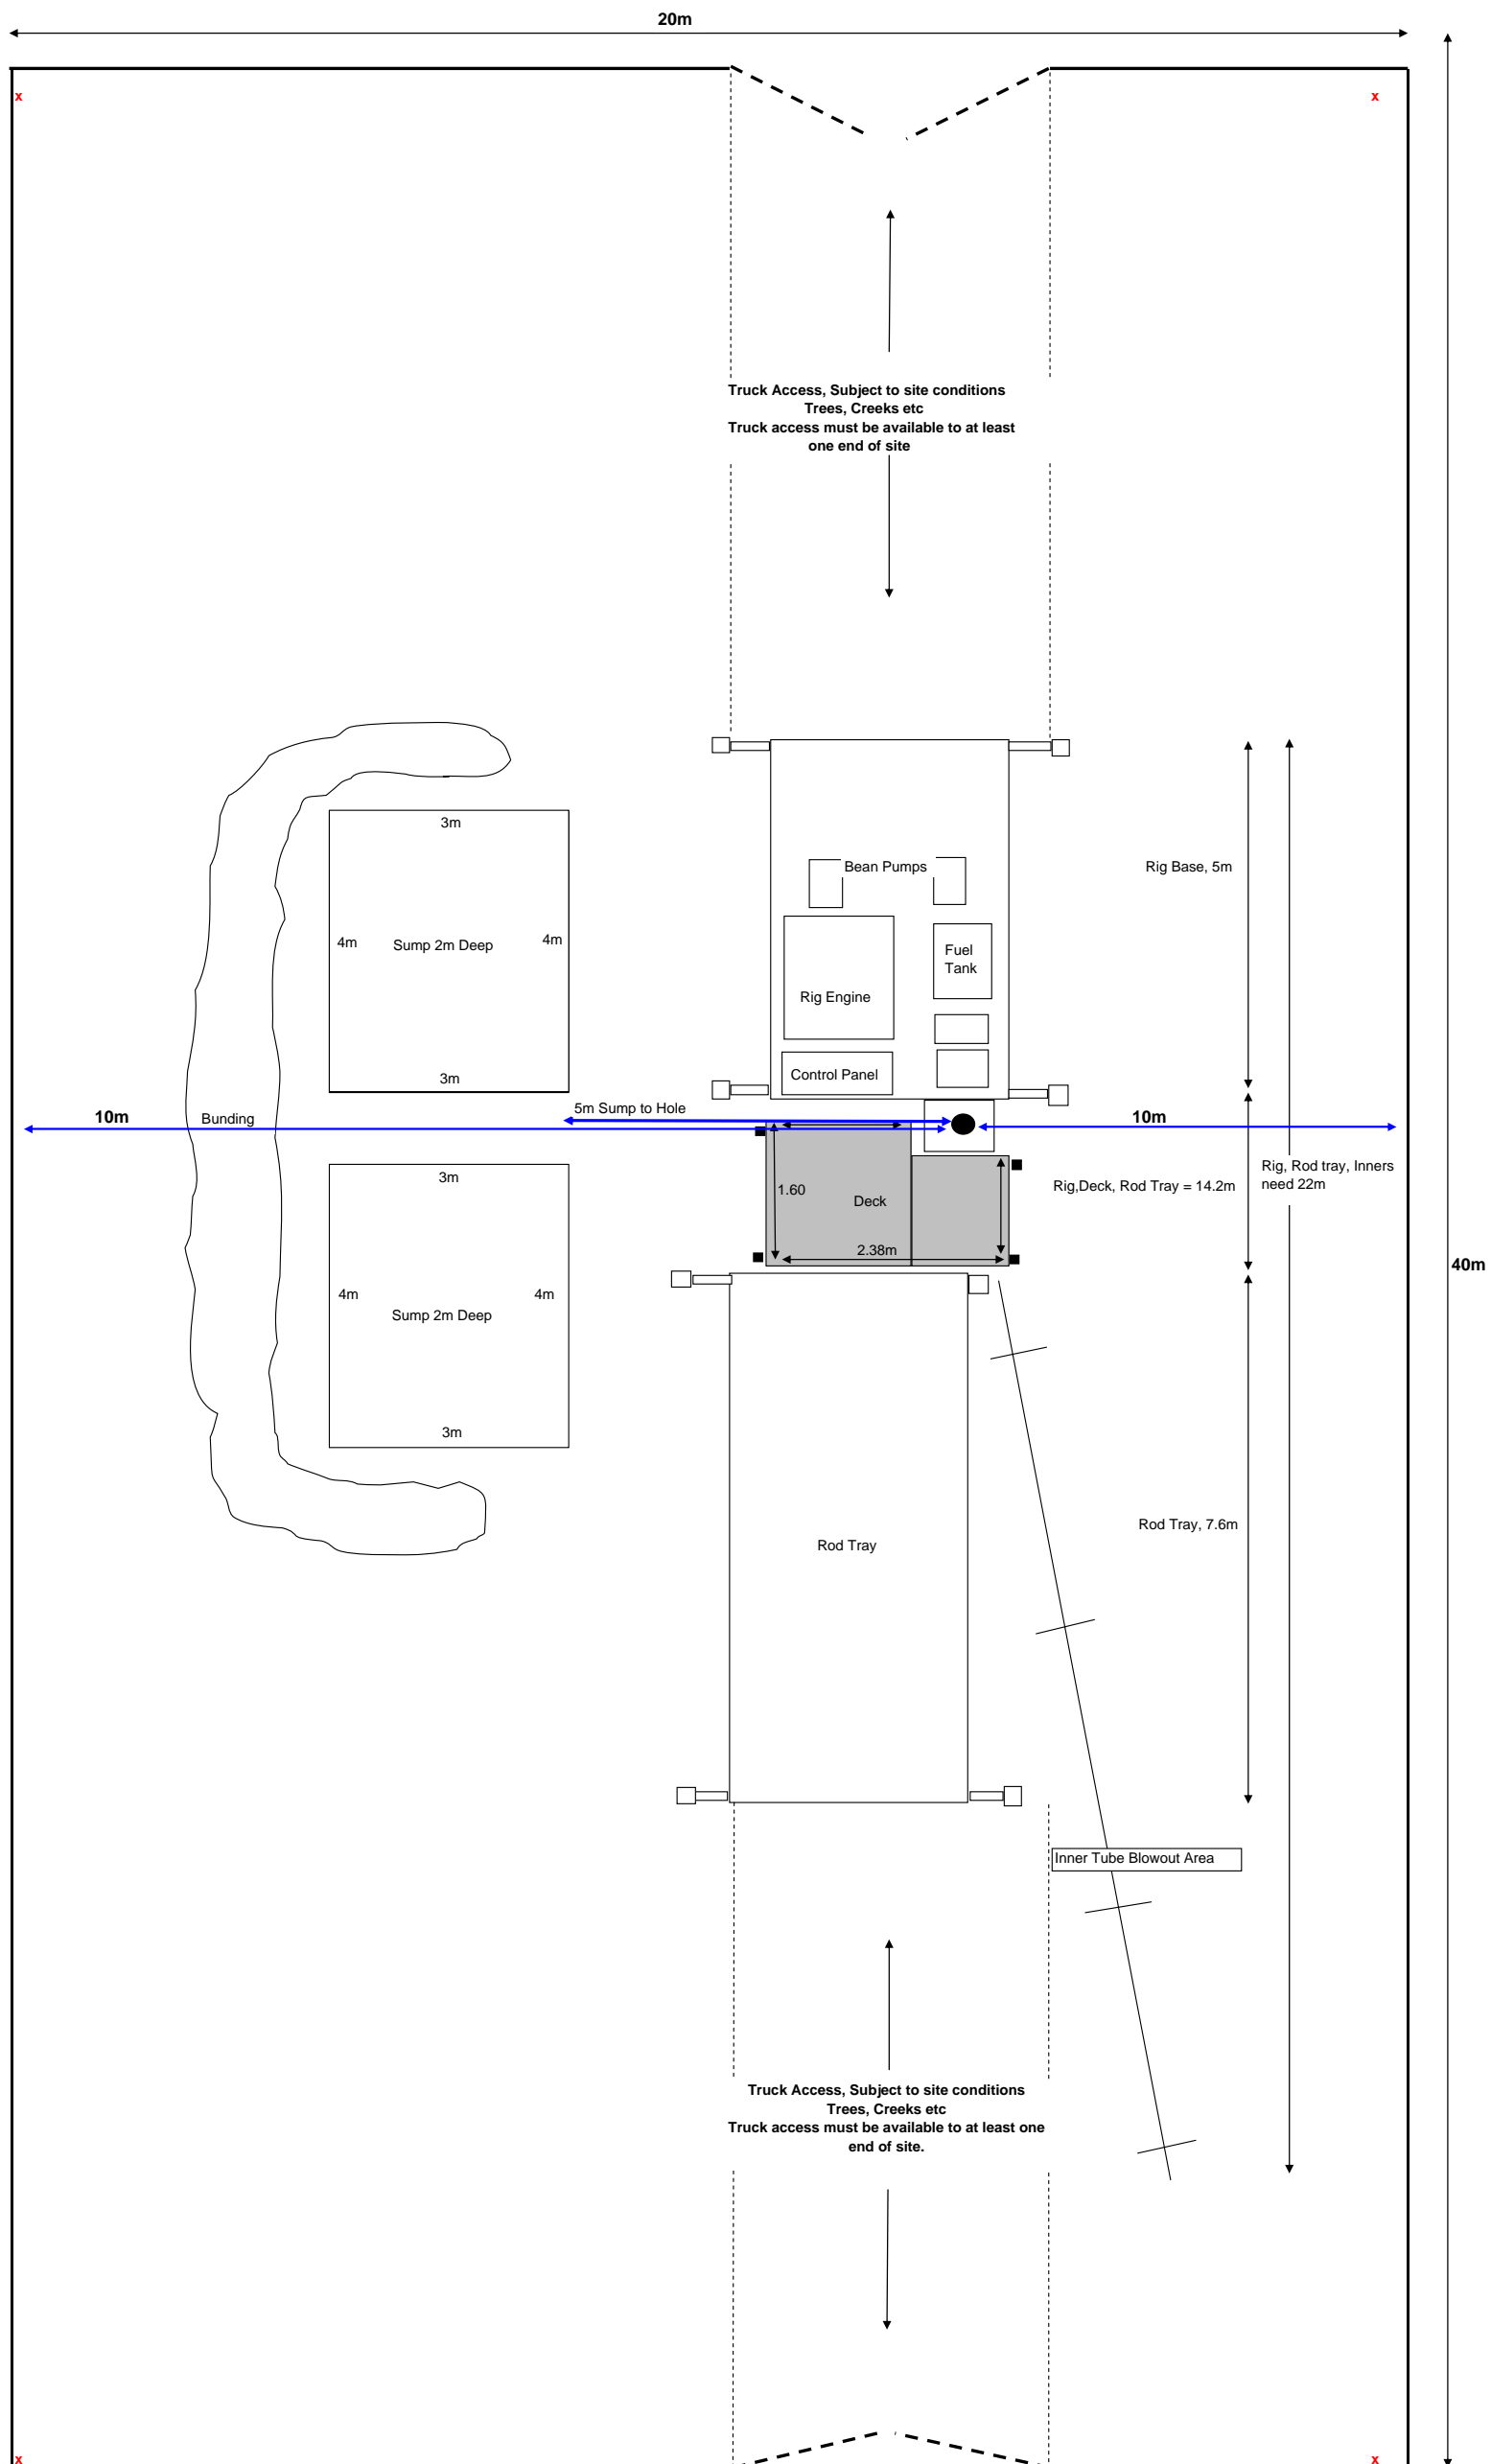 20m
x
x
Truck Access, Subject to site conditions
Trees, Creeks etc
Truck access must be available to at least
one end of site
3m
Bean Pumps
Rig Base, 5m
4m
Sump 2m Deep
4m
Fuel
Tank
Rig Engine
3m
Control Panel
10m
Bunding
5m Sump to Hole
10m
3m
1.60
Deck
Rig,Deck, Rod Tray = 14.2m
Rig, Rod tray, Inners
need 22m
2.38m
40m
4m
Sump 2m Deep
4m
3m
Rod Tray
Rod Tray, 7.6m
Inner Tube Blowout Area
Truck Access, Subject to site conditions
Trees, Creeks etc
Truck access must be available to at least one
end of site.
x
x